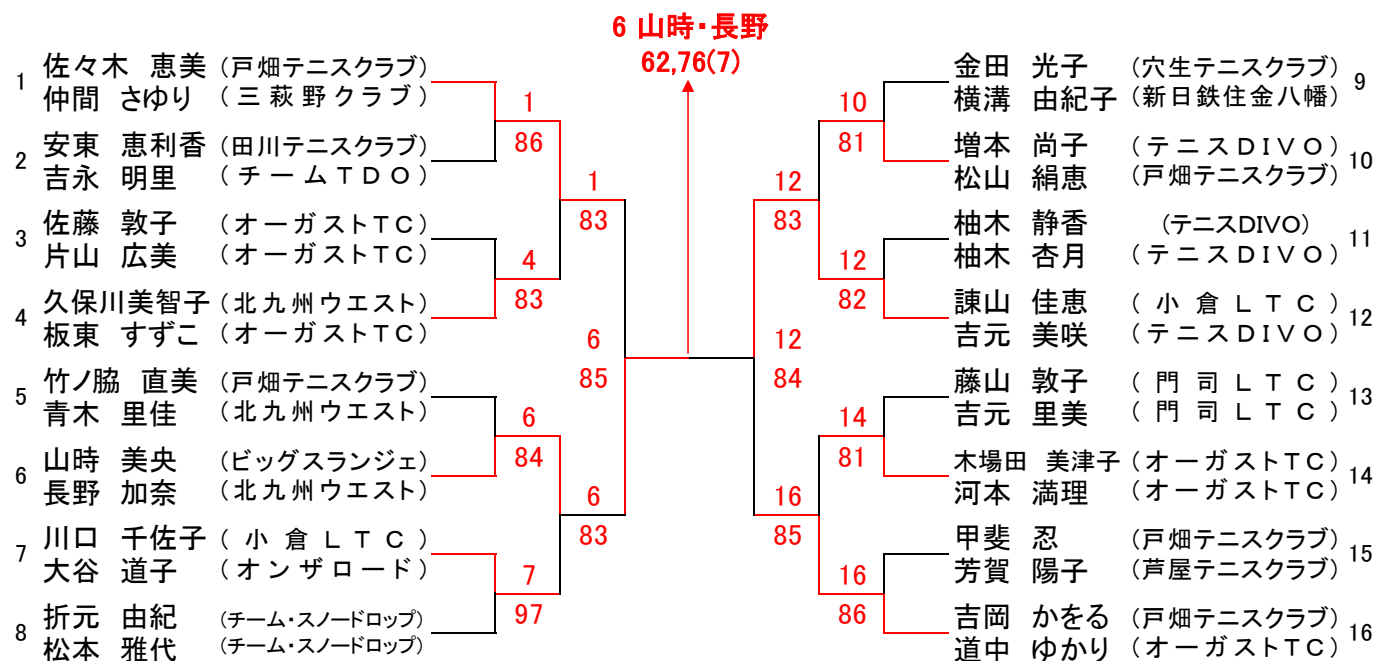 6 山時・長野
62,76(7)
1 佐々木 恵美 (戸畑テニスクラブ)
仲間 さゆり (三萩野クラブ)
2 安東 恵利香 (田川テニスクラブ)
吉永 明里 (チームTDO)
3 佐藤 敦子 (オーガストTC)
片山 広美 (オーガストTC)
4 久保川美智子 (北九州ウエスト)
板東 すずこ (オーガストTC)
5 竹ノ脇 直美 (戸畑テニスクラブ)
青木 里佳 (北九州ウエスト)
6 山時 美央 (ビッグスランジェ)
長野 加奈 (北九州ウエスト)
7 川口 千佐子 (小倉LTC)
大谷 道子 (オンザロード)
8 折元 由紀 (チーム・スノードロップ)
松本 雅代 (チーム・スノードロップ)
1
86
4
83
6
84
7
97
1
83
6
83
6
85
12
84
12
83
16
85
10
81
12
82
14
81
16
86
金田 光子 (穴生テニスクラブ) 9
横溝 由紀子 (新日鉄住金八幡)
増本 尚子 (テニスDIVO) 10
松山 絹恵 (戸畑テニスクラブ)
柚木 静香 (テニスDIVO) 11
柚木 杏月 (テニスDIVO)
諌山 佳恵 (小倉LTC) 12
吉元 美咲 (テニスDIVO)
藤山 敦子 (門司LTC) 13
吉元 里美 (門司LTC)
木場田 美津子 (オーガストTC) 14
河本 満理 (オーガストTC)
甲斐 忍 (戸畑テニスクラブ) 15
芳賀 陽子 (芦屋テニスクラブ)
吉岡 かをる (戸畑テニスクラブ) 16
道中 ゆかり (オーガストTC)